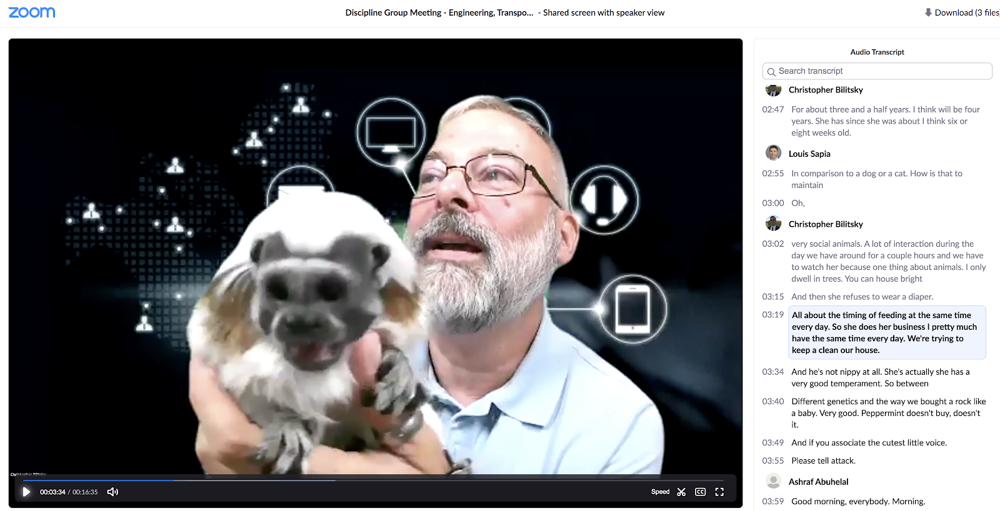 zoom
Discipline Group Meeting - Engineering, Transpo... - Shared screen with speaker view
Download (3 files
Audio Transcript
Search transcript
Christopher Bilitsky
02:47 For about three and a half years. I think will be four
years. She has since she was about I think six or
eight weeks old.
Louis Sapia
02:55 In comparison to a dog or a cat. How is that to
maintain
03:00 Oh,
Christopher Bilitsky
03:02 very social animals. A lot of interaction during the
day we have around for a couple hours and we have
to watch her because one thing about animals. I only
dwell in trees. You can house bright
03:15 And then she refuses to wear a diaper.
03:19 All about the timing of feeding at the same time
every day. So she does her business I pretty much
have the same time every day. We're trying to
keep a clean our house.
03:34 And he's not nippy at all. She's actually she has a
very good temperament. So between
03:40 Different genetics and the way we bought a rock like
a baby. Very good. Peppermint doesn't buy, doesn't
it.
03:49 And if you associate the cutest little voice.
03:55 Please tell attack.
Ashraf Abuhelal
03:59 Good morning, everybody. Morning.
Christopher Bilitsky
00:03:34 / 00:16:35
Speed
CC